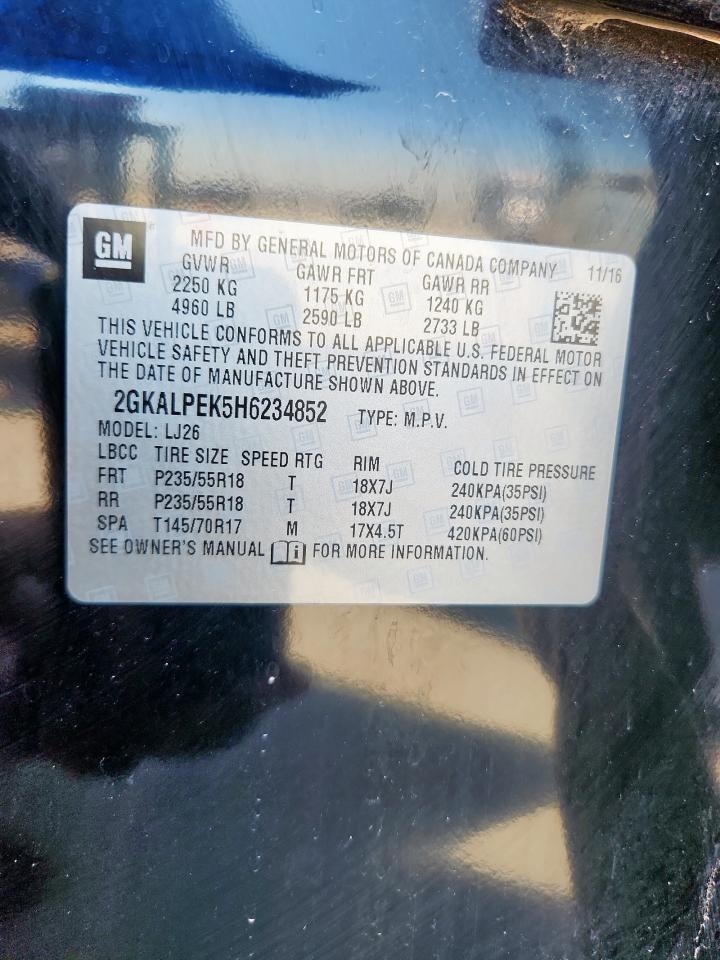 GM
MFD BY GENERAL MOTORS OF CANADA COMPANY 11/16
GVWR GAWR FRT GAWR RR
2250 KG 1175 KG 1240 KG
4960 LB 2590 LB 2733 LB
THIS VEHICLE CONFORMS TO ALL APPLICABLE U.S. FEDERAL MOTOR
VEHICLE SAFETY AND THEFT PREVENTION STANDARDS IN EFFECT ON
THE DATE OF MANUFACTURE SHOWN ABOVE.
2GKALPEK5H6234852 TYPE: M.P.V.
MODEL: LJ26
LBCC TIRE SIZE SPEED RTG RIM COLD TIRE PRESSURE
FRT P235/55R18 T 18X7J 240KPA(35PSI)
RR P235/55R18 T 18X7J 240KPA(35PSI)
SPA T145/70R17 M 17X4.5T 420KPA(60PSI)
SEE OWNER'S MANUAL i FOR MORE INFORMATION.